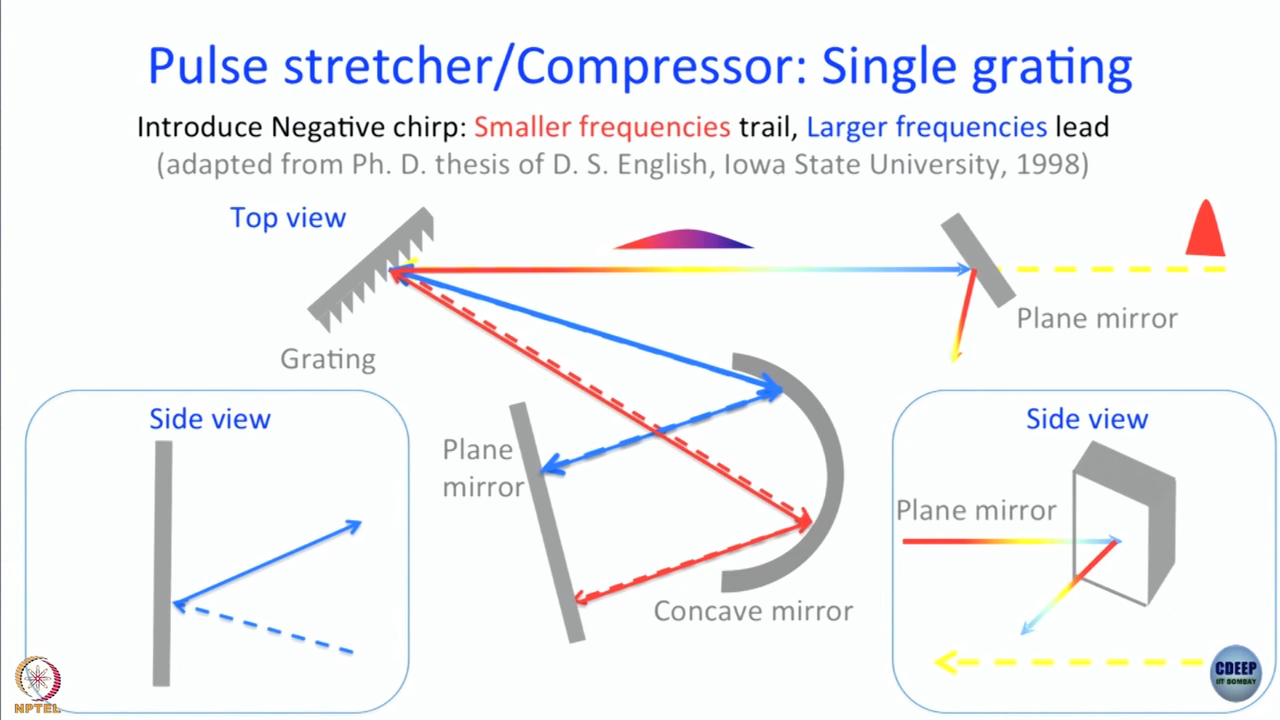 Pulse stretcher/Compressor: Single grating
Introduce Negative chirp: Smaller frequencies trail, Larger frequencies lead
(adapted from Ph. D. thesis of D. S. English, Iowa State University, 1998)
Top view
Plane mirror
Grating
Side view
Plane
mirror
Concave mirror
Side view
Plane mirror
NPTEL
CDEEP
IIT BOMBAY